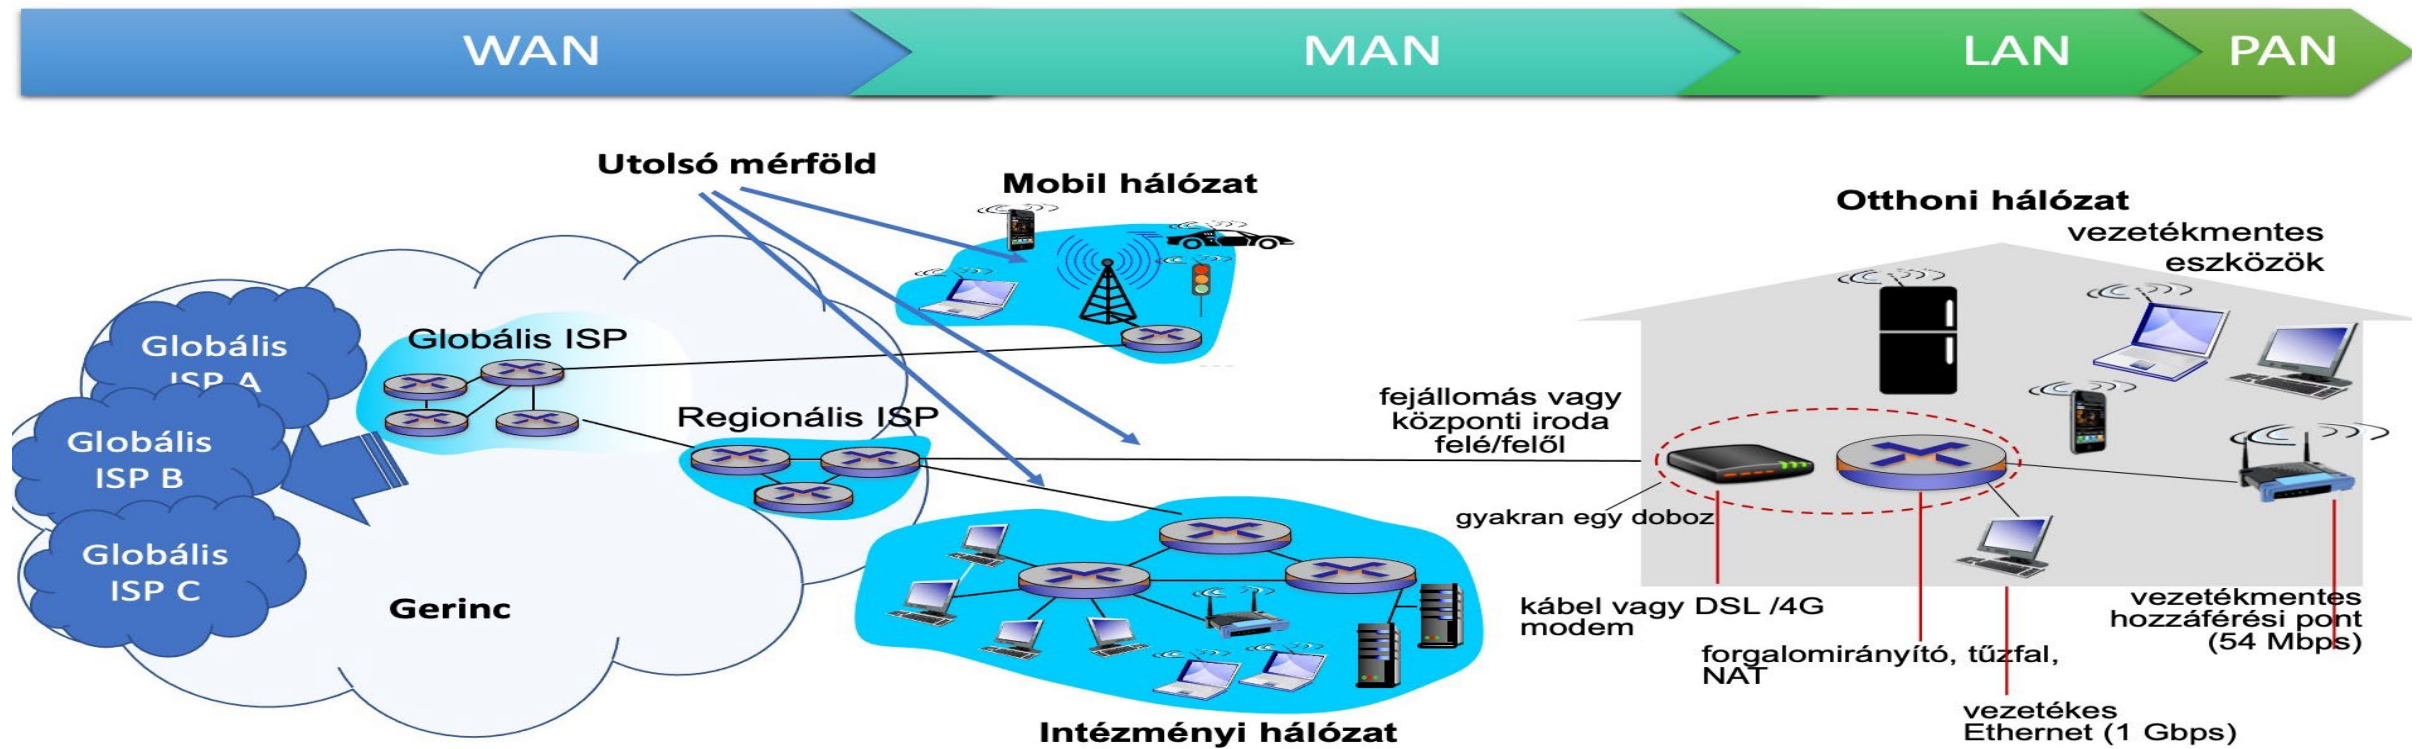 WAN
MAN
LAN
PAN
Utolsó mérföld
Mobil hálózat
Otthoni hálózat
vezetékmentes
eszközök
Globális
ISP A
Globális ISP
Globális
ISP B
Regionális ISP
fejállomás vagy
központi iroda
felé/felől
gyakran egy doboz
Globális
ISP C
Gerinc
kábel vagy DSL /4G
modem
forgalomirányító, tűzfal,
NAT
vezetékmentes
hozzáférési pont
(54 Mbps)
vezetékes
Ethernet (1 Gbps)
Intézményi hálózat